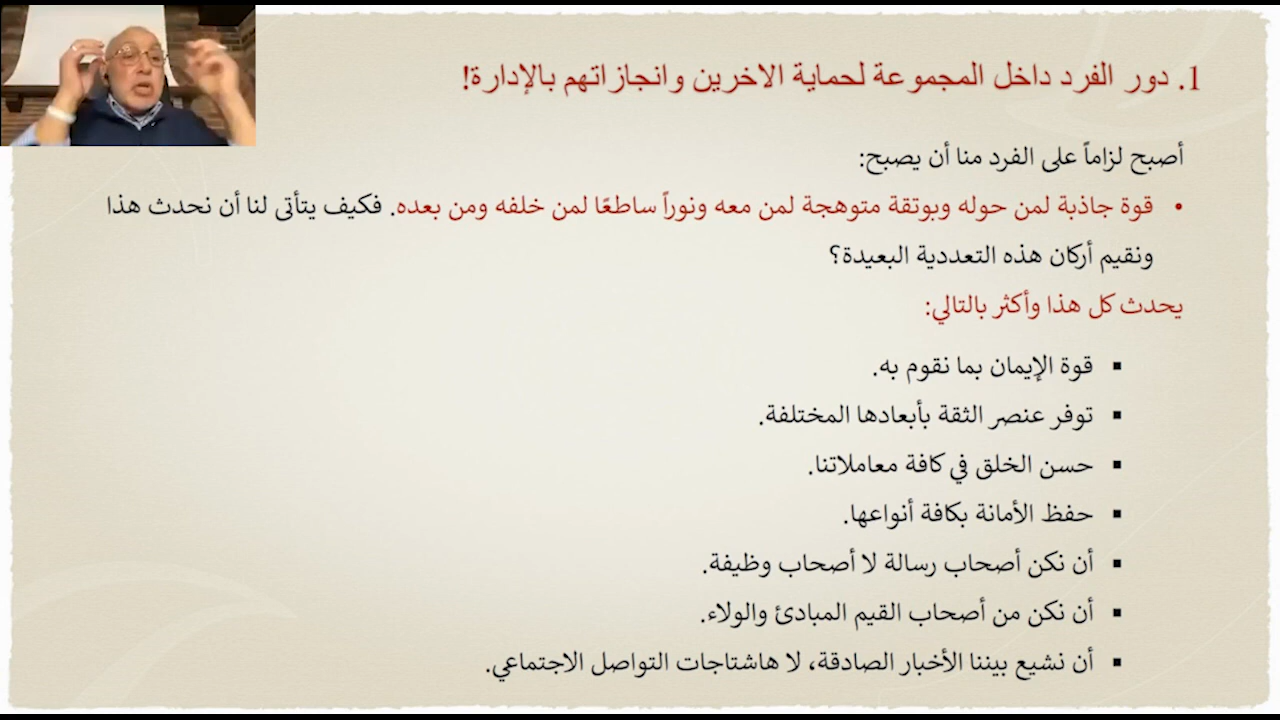 1. دور الفرد داخل المجموعة لحماية الاخرين وانجازاتهم بالإدارة!
أصبح لزاماً على الفرد منا أن يصبح:
• قوة جاذبة لمن حوله وبوتقة متوهجة لمن معه ونوراً ساطعًا لمن خلفه ومن بعده. فكيف يتأتى لنا أن نحدث هذا
ونقيم أركان هذه التعددية البعيدة؟
يحدث كل هذا وأكثر بالتالي:
▪ قوة الإيمان بما نقوم به.
▪ توفر عنصر الثقة بأبعادها المختلفة.
▪ حسن الخلق في كافة معاملاتنا.
▪ حفظ الأمانة بكافة أنواعها.
▪ أن نكن أصحاب رسالة لا أصحاب وظيفة.
▪ أن نكن من أصحاب القيم المبادئ والولاء.
▪ أن نشيع بيننا الأخبار الصادقة، لا هاشتاجات التواصل الاجتماعي.